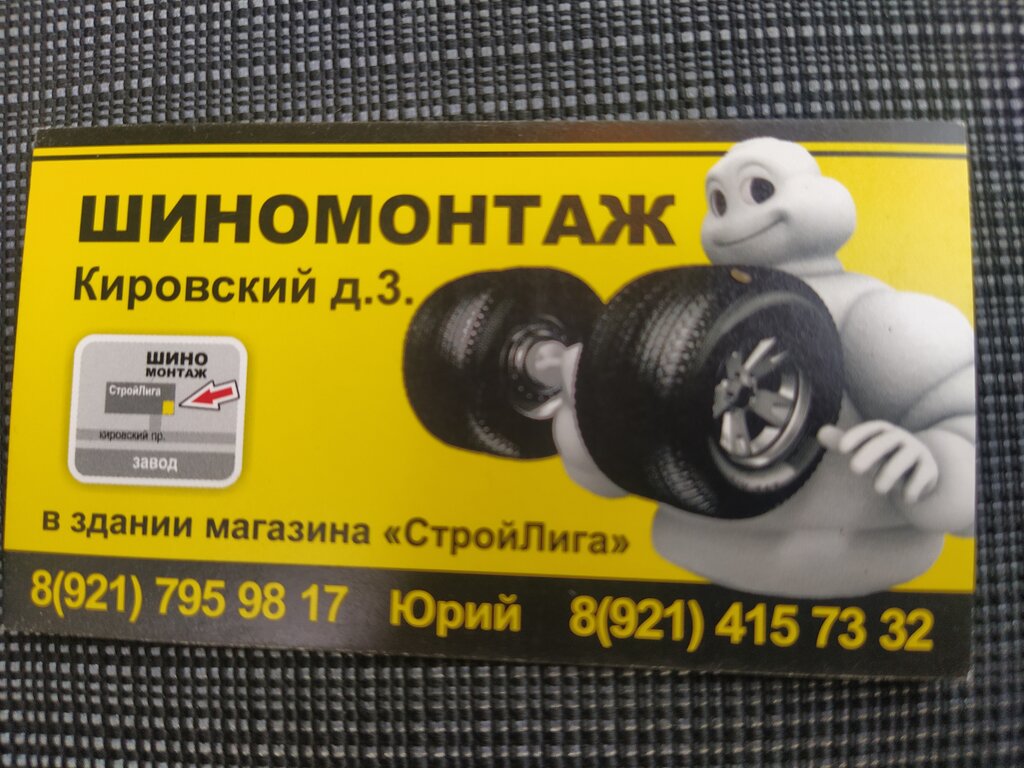 ШИНОМОНТАЖ
Кировский д.3.
ШИНО
МОНТАЖ
СтройЛига
кировский пр.
завод
в здании магазина «СтройЛига»
8(921) 795 98 17 Юрий 8(921) 415 73 32